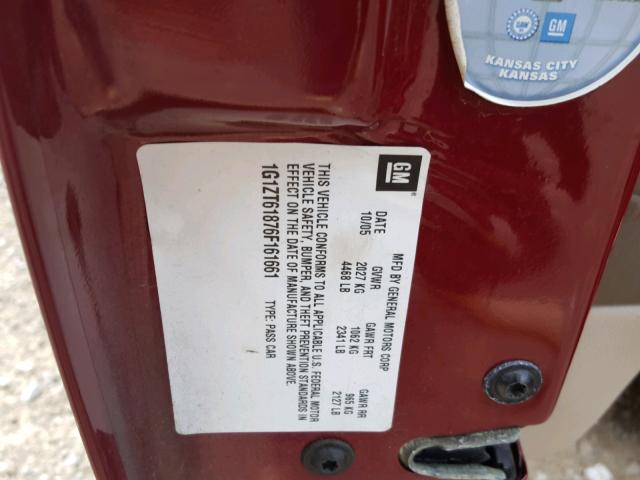 GM
KANSAS CITY
KANSAS
GM
MFD BY GENERAL MOTORS CORP
DATE GVWR GAWR FRT GAWR RR
10/05 2027 KG 1062 KG 965 KG
4468 LB 2341 LB 2127 LB
THIS VEHICLE CONFORMS TO ALL APPLICABLE U.S. FEDERAL MOTOR
VEHICLE SAFETY, BUMPER, AND THEFT PREVENTION STANDARDS IN
EFFECT ON THE DATE OF MANUFACTURE SHOWN ABOVE.
1G1ZT61876F161661 TYPE: PASS CAR